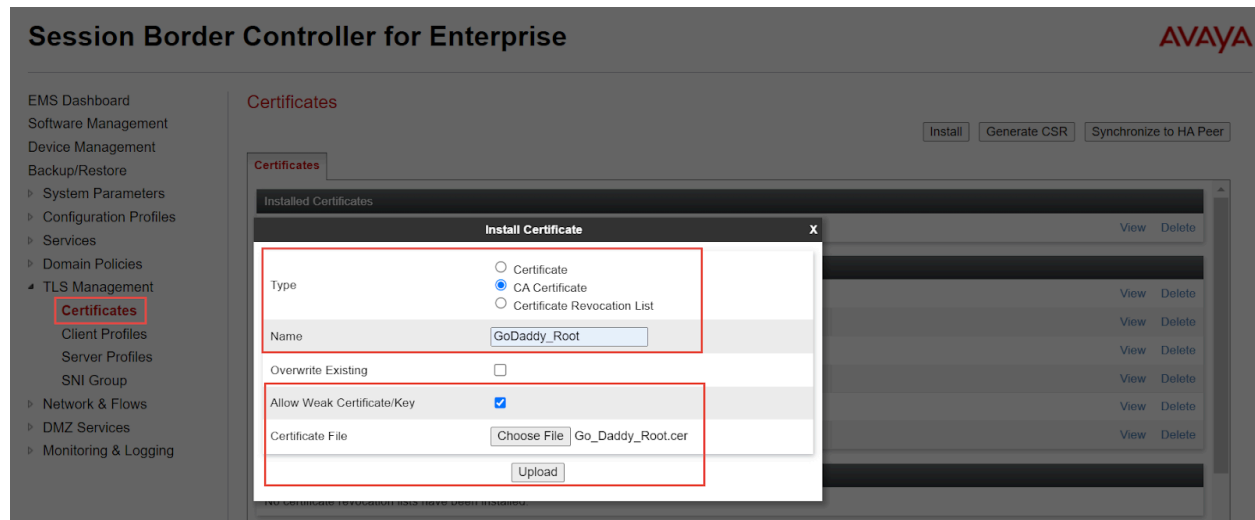 Session Border Controller for Enterprise
AVAYA
EMS Dashboard
Software Management
Device Management
Backup/Restore
System Parameters
Configuration Profiles
Services
Domain Policies
TLS Management
Certificates
Client Profiles
Server Profiles
SNI Group
Network & Flows
DMZ Services
Monitoring & Logging
Certificates
Install Generate CSR Synchronize to HA Peer
Certificates
Installed Certificates
View Delete
View Delete
View Delete
View Delete
View Delete
View Delete
View Delete
Install Certificate X
Type
Certificate
CA Certificate
Certificate Revocation List
Name GoDaddy_Root
Overwrite Existing
Allow Weak Certificate/Key
Certificate File Choose File Go_Daddy_Root.cer
Upload
No certificate revocation lists have been installed.